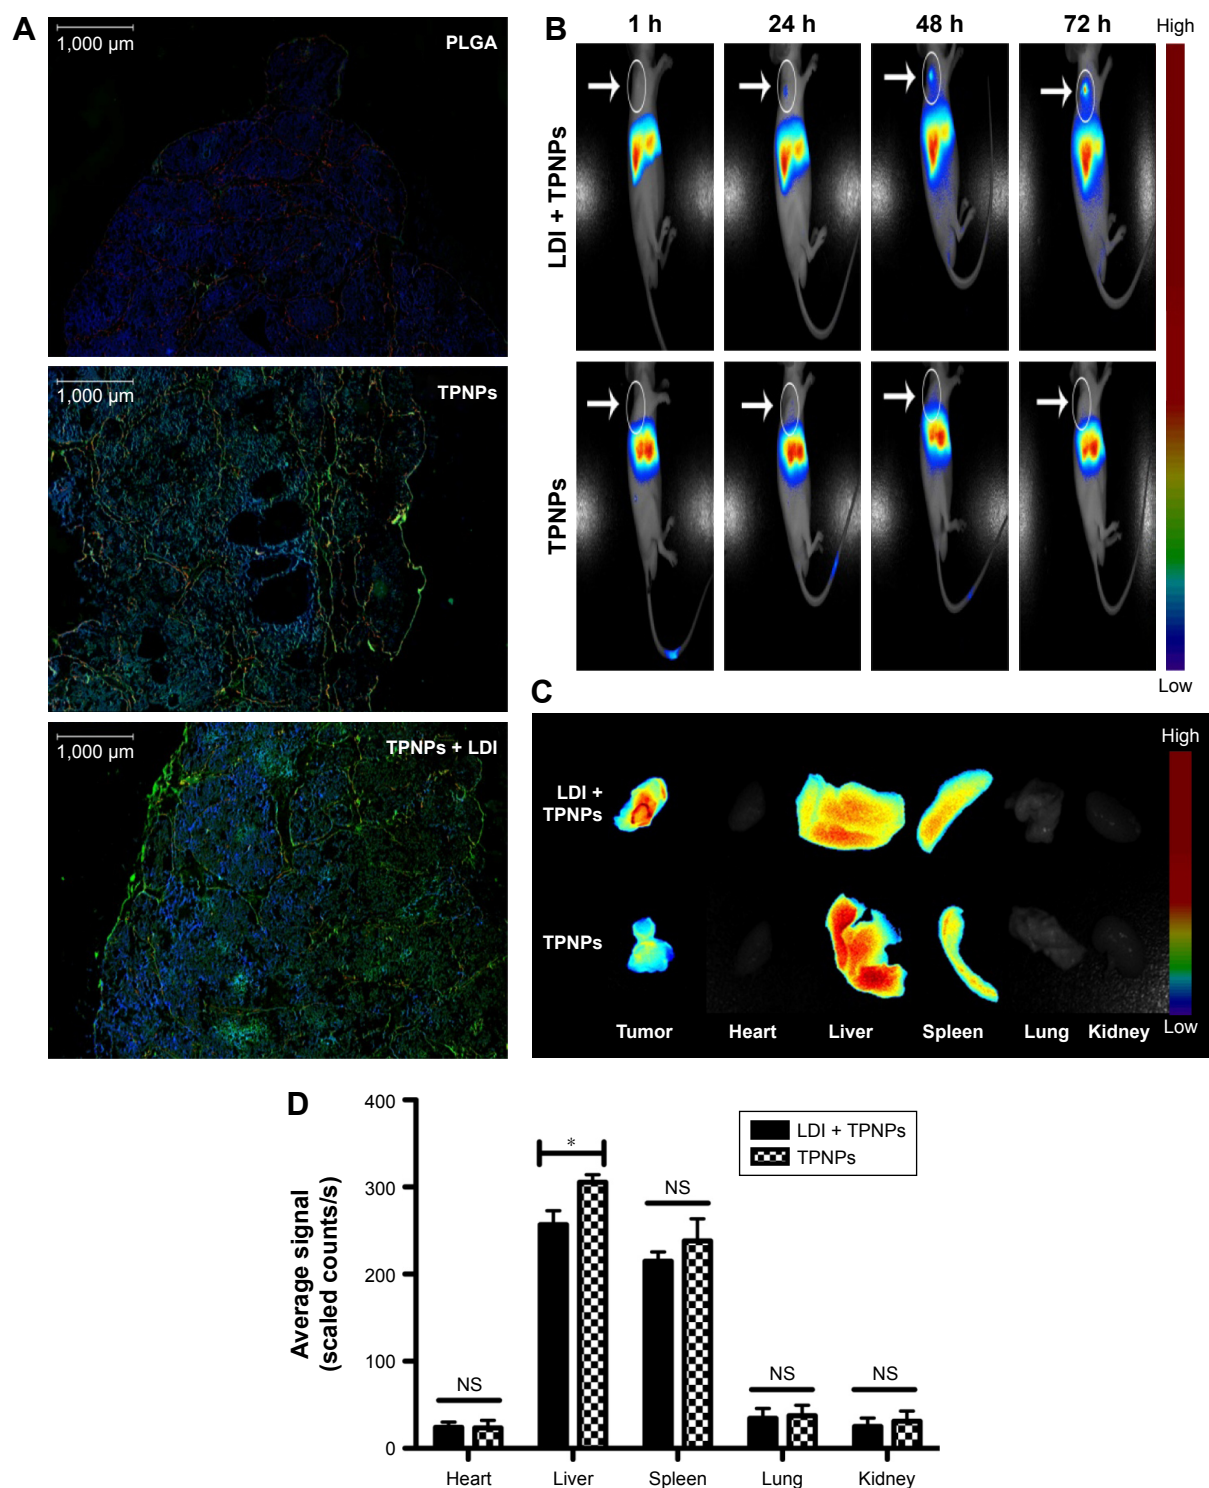 A
1,000 µm
PLGA
1,000 µm
TPNPs
1,000 µm
TPNPs + LDI
B
1 h
24 h
48 h
72 h
High
LDI + TPNPs
TPNPs
Low
C
High
LDI +
TPNPs
TPNPs
Tumor
Heart
Liver
Spleen
Lung
Kidney
Low
D
Average signal
(scaled counts/s)
400
300
200
100
0
LDI + TPNPs
TPNPs
NS
*
NS
NS
NS
Heart
Liver
Spleen
Lung
Kidney